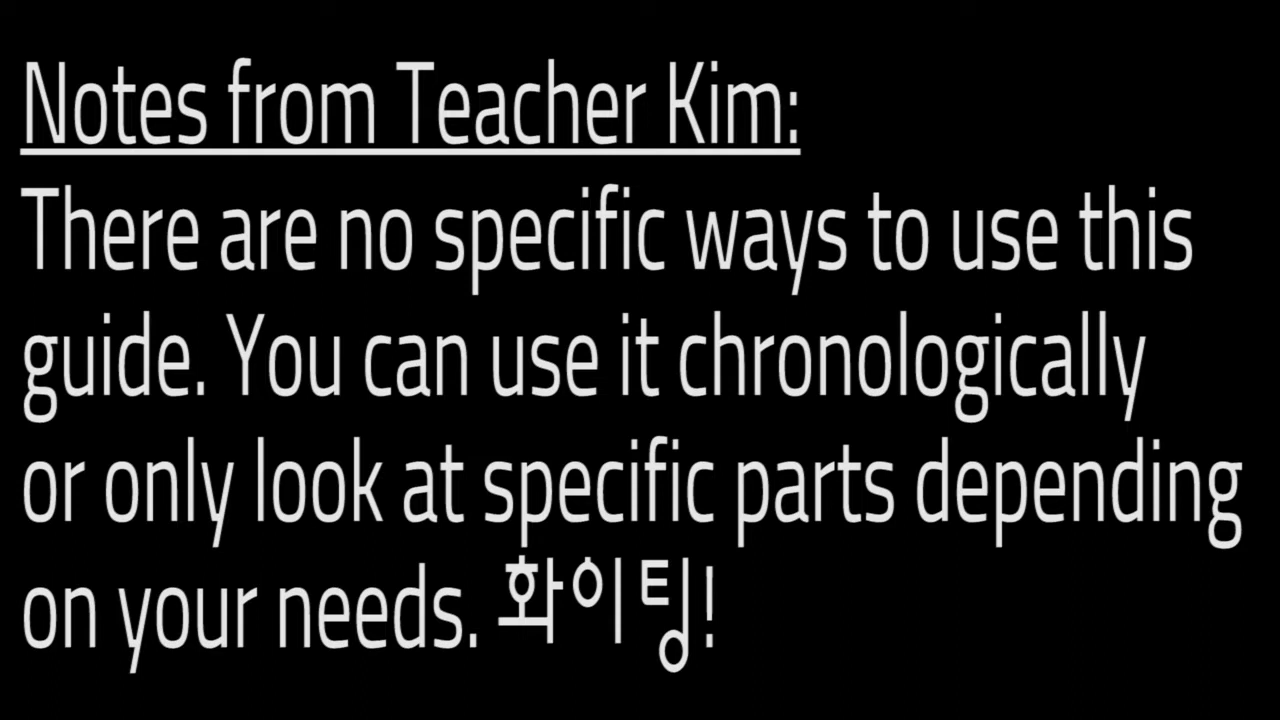 Notes from Teacher Kim:
There are no specific ways to use this
guide. You can use it chronologically
or only look at specific parts depending
on your needs. 화이팅!